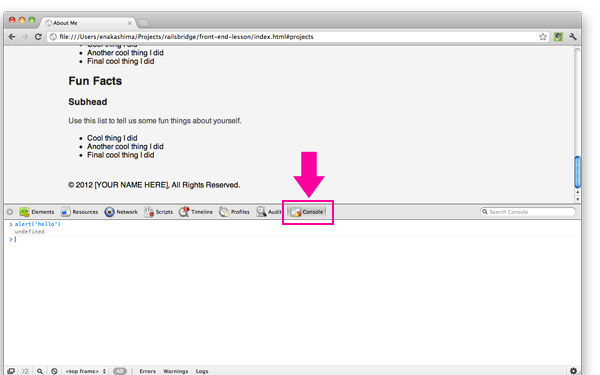 About Me
file:///Users/enakashima/Projects/railsbridge/front-end-lesson/index.html#projects
Cool thing I did
Another cool thing I did
Final cool thing I did
Fun Facts
Subhead
Use this list to tell us some fun things about yourself.
Cool thing I did
Another cool thing I did
Final cool thing I did
© 2012 [YOUR NAME HERE], All Rights Reserved.
Elements Resources Network Scripts Timeline Profiles Audit Console Search Console
> alert("hello")
undefined
>
<top frame> All Errors Warnings Logs